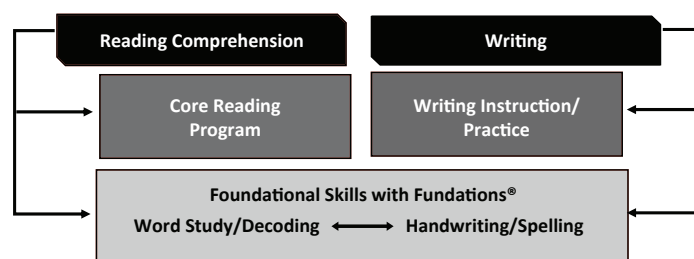 Reading Comprehension
Writing
Core Reading
Program
Writing Instruction/
Practice
Foundational Skills with Fundations®
Word Study/Decoding Handwriting/Spelling